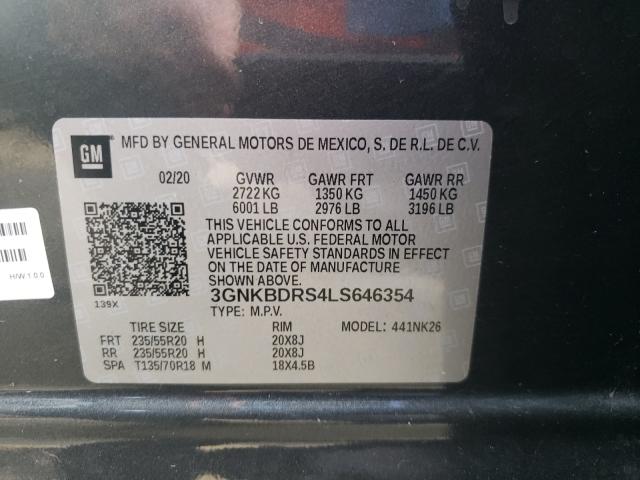 GM
MFD BY GENERAL MOTORS DE MEXICO, S. DE R.L. DE C.V.
02/20 GVWR GAWR FRT GAWR RR
2722 KG 1350 KG 1450 KG
6001 LB 2976 LB 3196 LB
THIS VEHICLE CONFORMS TO ALL
APPLICABLE U.S. FEDERAL MOTOR
VEHICLE SAFETY STANDARDS IN EFFECT
ON THE DATE OF MANUFACTURE
SHOWN ABOVE.
139X
3GNKBDRS4LS646354
TYPE: M.P.V.
TIRE SIZE RIM MODEL: 441NK26
FRT 235/55R20 H 20X8J
RR 235/55R20 H 20X8J
SPA T135/70R18 M 18X4.5B
H/W:1.0.0